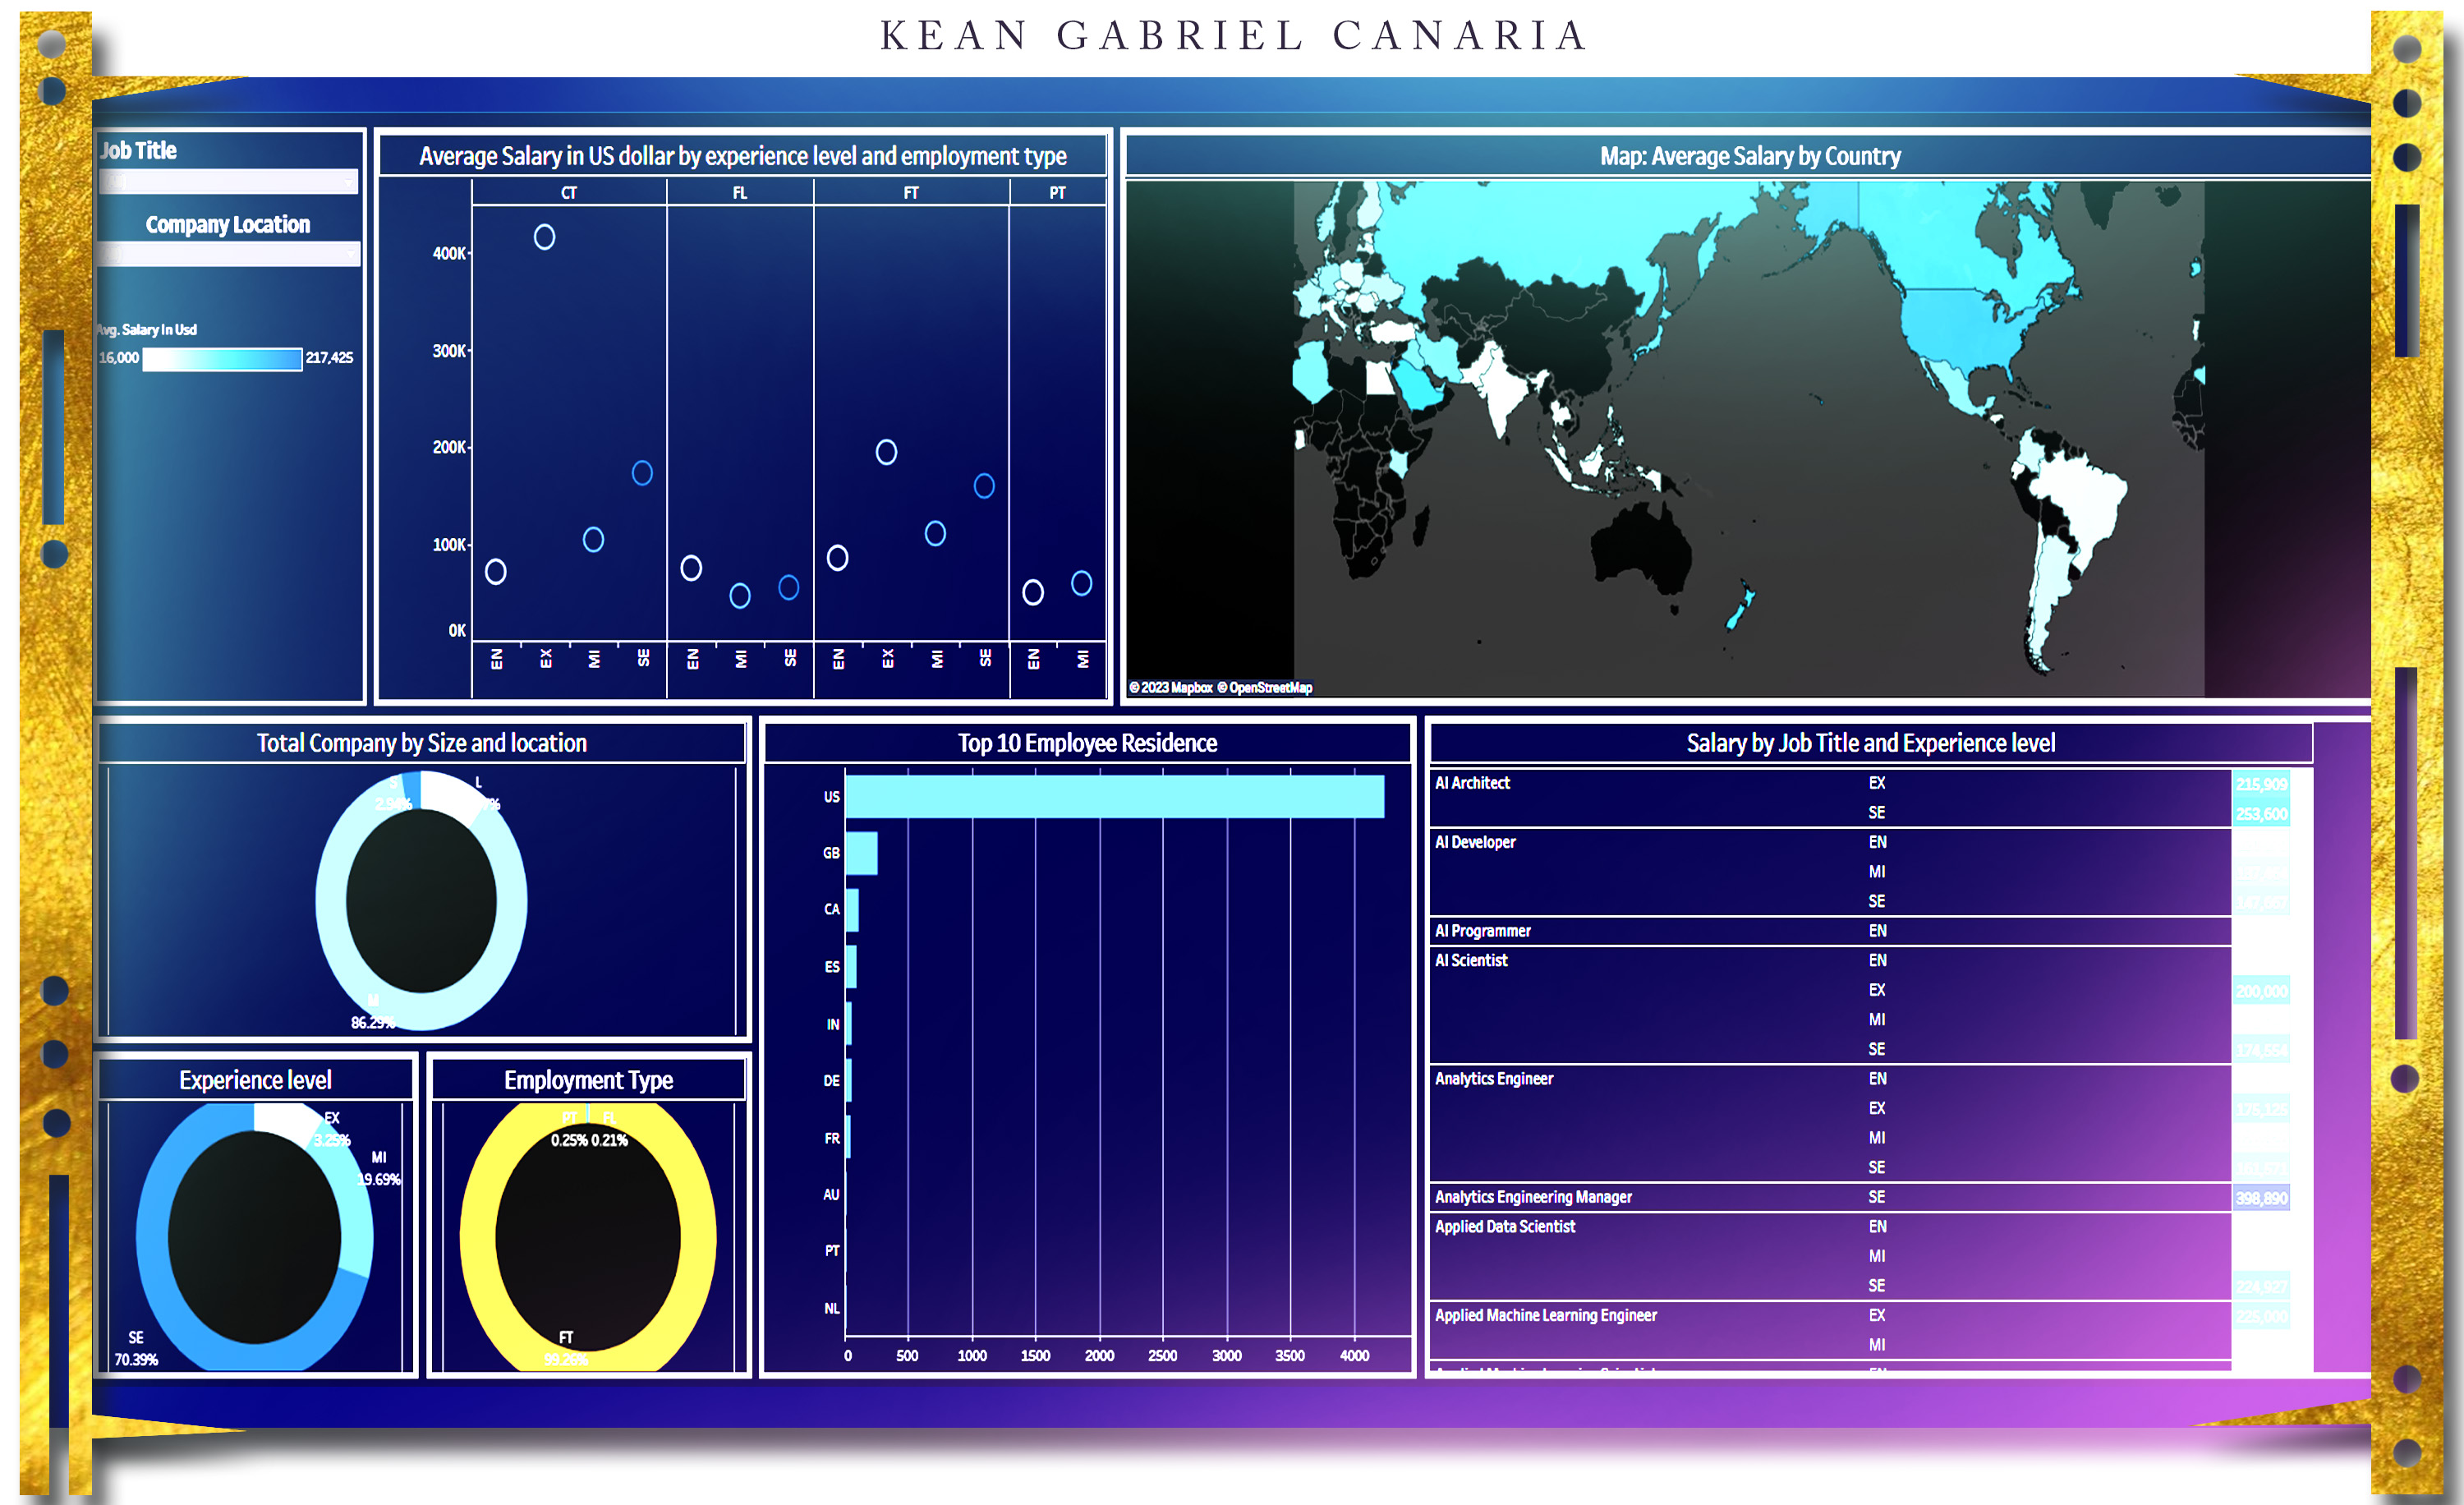 KEAN GABRIEL CANARIA
Job Title
Company Location
Avg. Salary In Usd
16,000 217,425
Average Salary in US dollar by experience level and employment type
CT FL FT PT
400K
300K
200K
100K
0K
EN EX MI SE EN MI SE EN EX MI SE EN MI
Map: Average Salary by Country
© 2023 Mapbox © OpenStreetMap
Total Company by Size and location
S L
2.94%
M
86.29%
Experience level
EX
3.25%
MI
19.69%
SE
70.39%
Employment Type
PT FL
0.25% 0.21%
FT
99.26%
Top 10 Employee Residence
US
GB
CA
ES
IN
DE
FR
AU
PT
NL
0 500 1000 1500 2000 2500 3000 3500 4000
Salary by Job Title and Experience level
AI Architect EX 215,909
SE 253,600
AI Developer EN
MI
SE
AI Programmer EN
AI Scientist EN
EX 200,000
MI
SE 174,554
Analytics Engineer EN
EX 175,125
MI
SE
Analytics Engineering Manager SE 398,890
Applied Data Scientist EN
MI
SE 224,927
Applied Machine Learning Engineer EX 225,000
MI